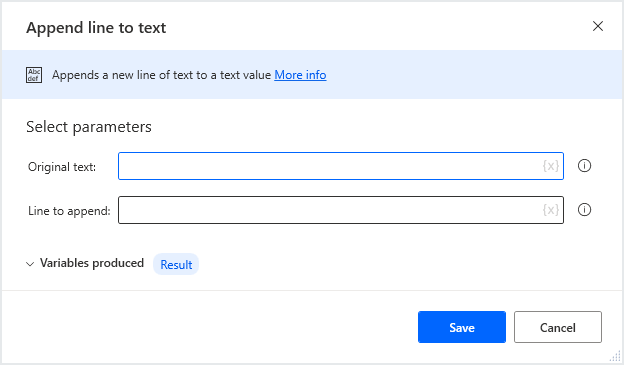 Append line to text
Abc
def
Appends a new line of text to a text value More info
Select parameters
Original text: {x}
Line to append: {x}
Variables produced Result
Save Cancel